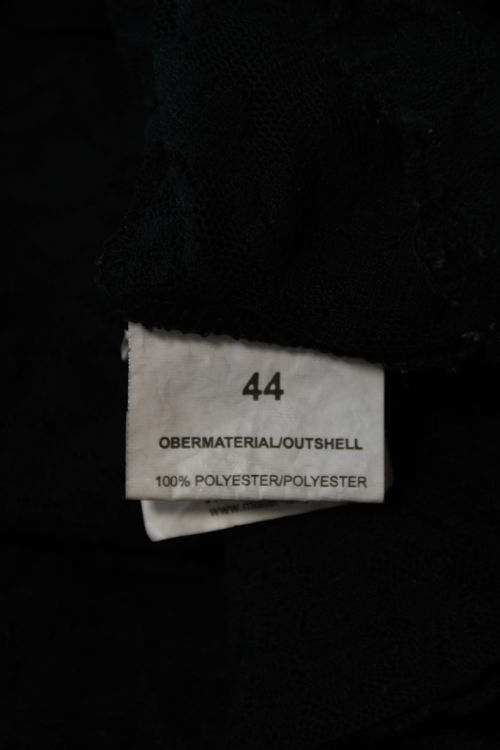 44
OBERMATERIAL/OUTSHELL
100% POLYESTER/POLYESTER